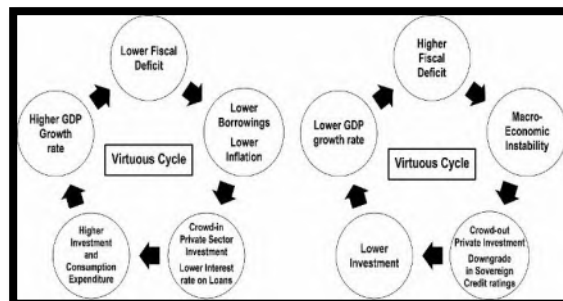 Lower Fiscal
Deficit
Lower
Borrowings
Lower
Inflation
Crowd-in
Private Sector
Investment
Lower Interest
rate on Loans
Higher
Investment
and
Consumption
Expenditure
Higher GDP
Growth
rate
Virtuous Cycle
Higher
Fiscal
Deficit
Macro-
Economic
Instability
Crowd-out
Private Investment
Downgrade
in Sovereign
Credit ratings
Lower
Investment
Lower GDP
growth rate
Virtuous Cycle